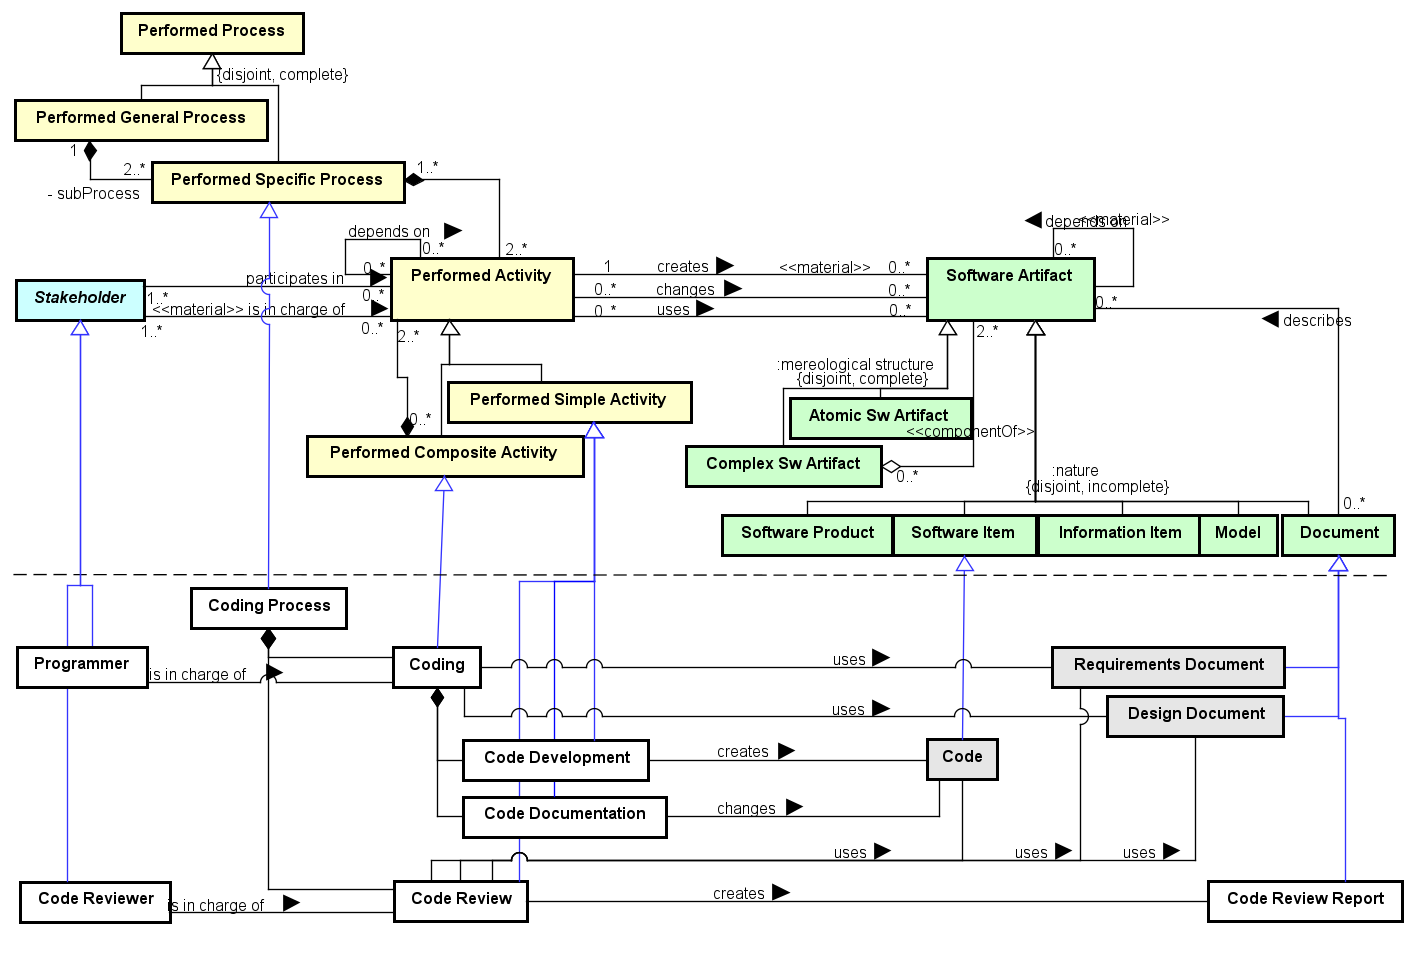 Performed Process
{disjoint, complete}
Performed General Process
1
2..*
- subProcess
Performed Specific Process
1..*
depends on
0..*
2..*
0..*
Performed Activity
Stakeholder
participates in
1..*
0..*
<<material>> is in charge of
1..*
0..*
1
creates
<<material>>
0..*
0..*
changes
0..*
0..*
uses
0..*
depends on
<<material>>
0..*
Software Artifact
0..*
describes
2..*
2..*
:mereological structure
{disjoint, complete}
Performed Simple Activity
Atomic Sw Artifact
0..*
<<componentOf>>
Performed Composite Activity
Complex Sw Artifact
0..*
:nature
{disjoint, incomplete}
0..*
Software Product
Software Item
Information Item
Model
Document
Coding Process
Programmer
is in charge of
Coding
uses
Requirements Document
uses
Design Document
Code Development
creates
Code
Code Documentation
changes
uses
uses
uses
Code Reviewer
is in charge of
Code Review
creates
Code Review Report